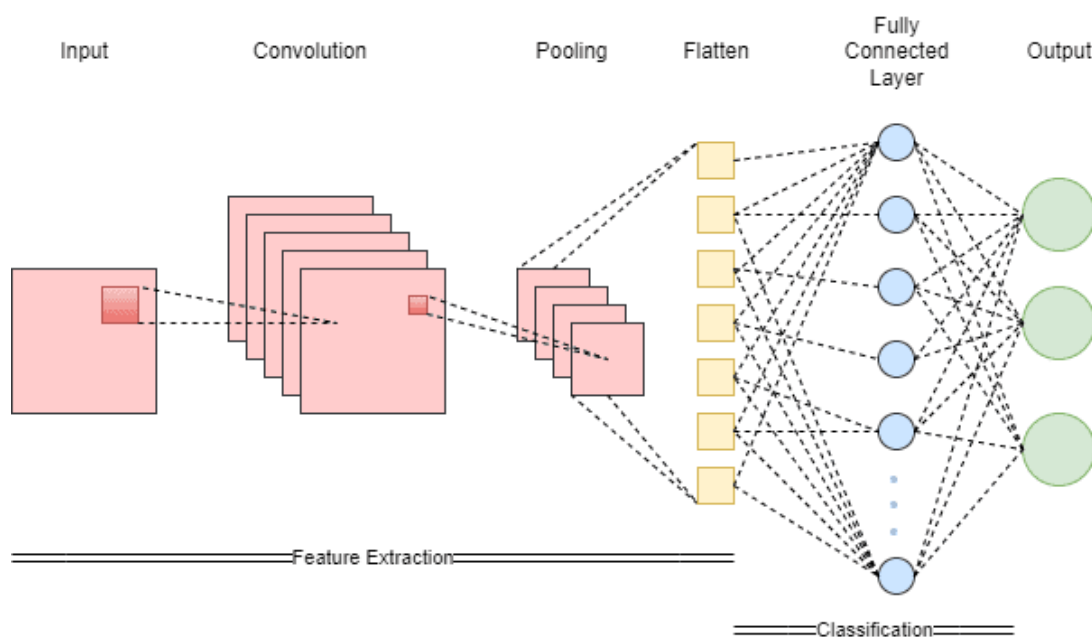 Input
Convolution
Pooling
Flatten
Fully
Connected
Layer
Output
Feature Extraction
Classification